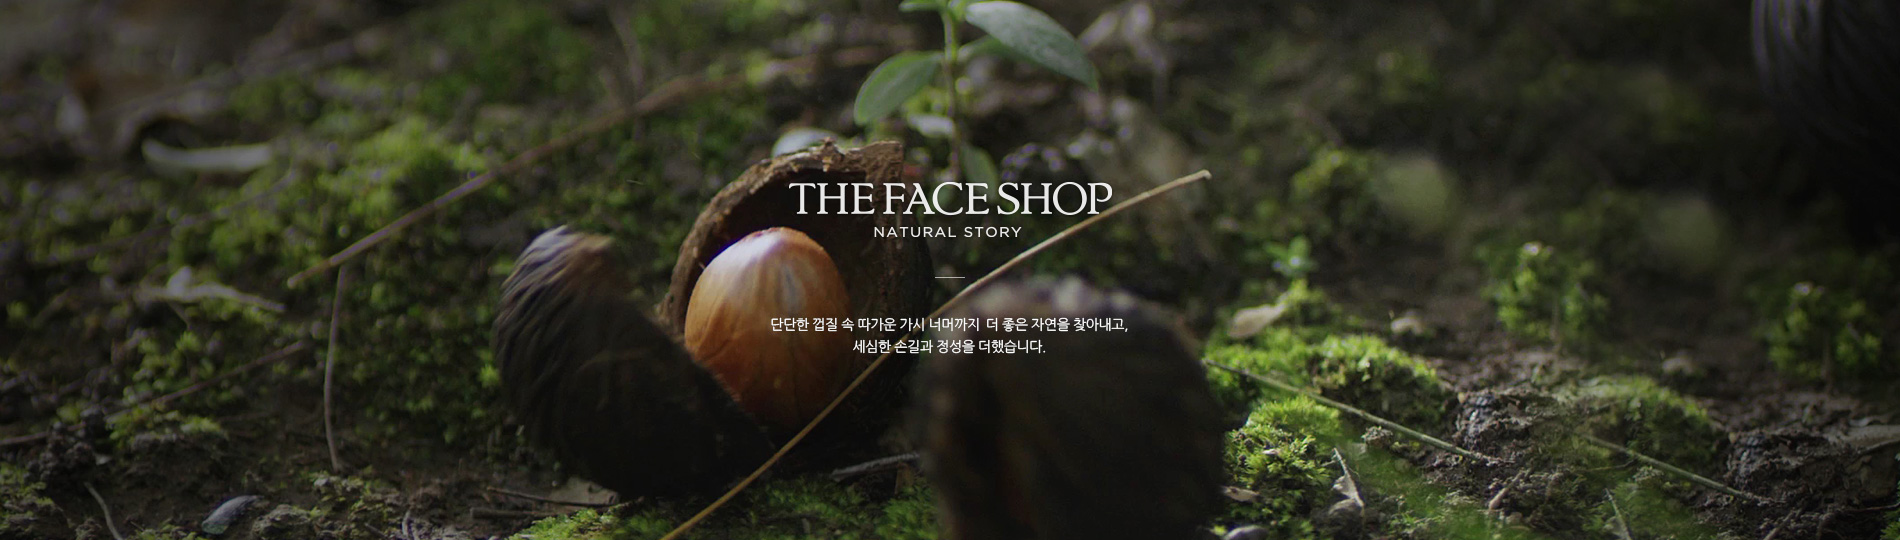 THE FACE SHOP
NATURAL STORY
단단한 껍질 속 따가운 가시 너머까지 더 좋은 자연을 찾아내고,
세심한 손길과 정성을 더했습니다.